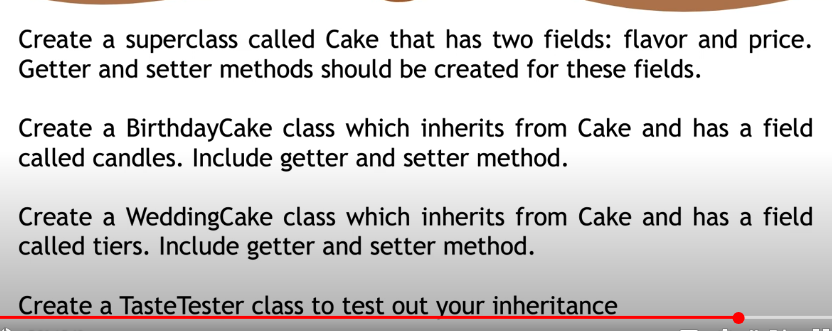 Create a superclass called Cake that has two fields: flavor and price.
Getter and setter methods should be created for these fields.
Create a BirthdayCake class which inherits from Cake and has a field
called candles. Include getter and setter method.
Create a WeddingCake class which inherits from Cake and has a field
called tiers. Include getter and setter method.
Create a TasteTester class to test out your inheritance